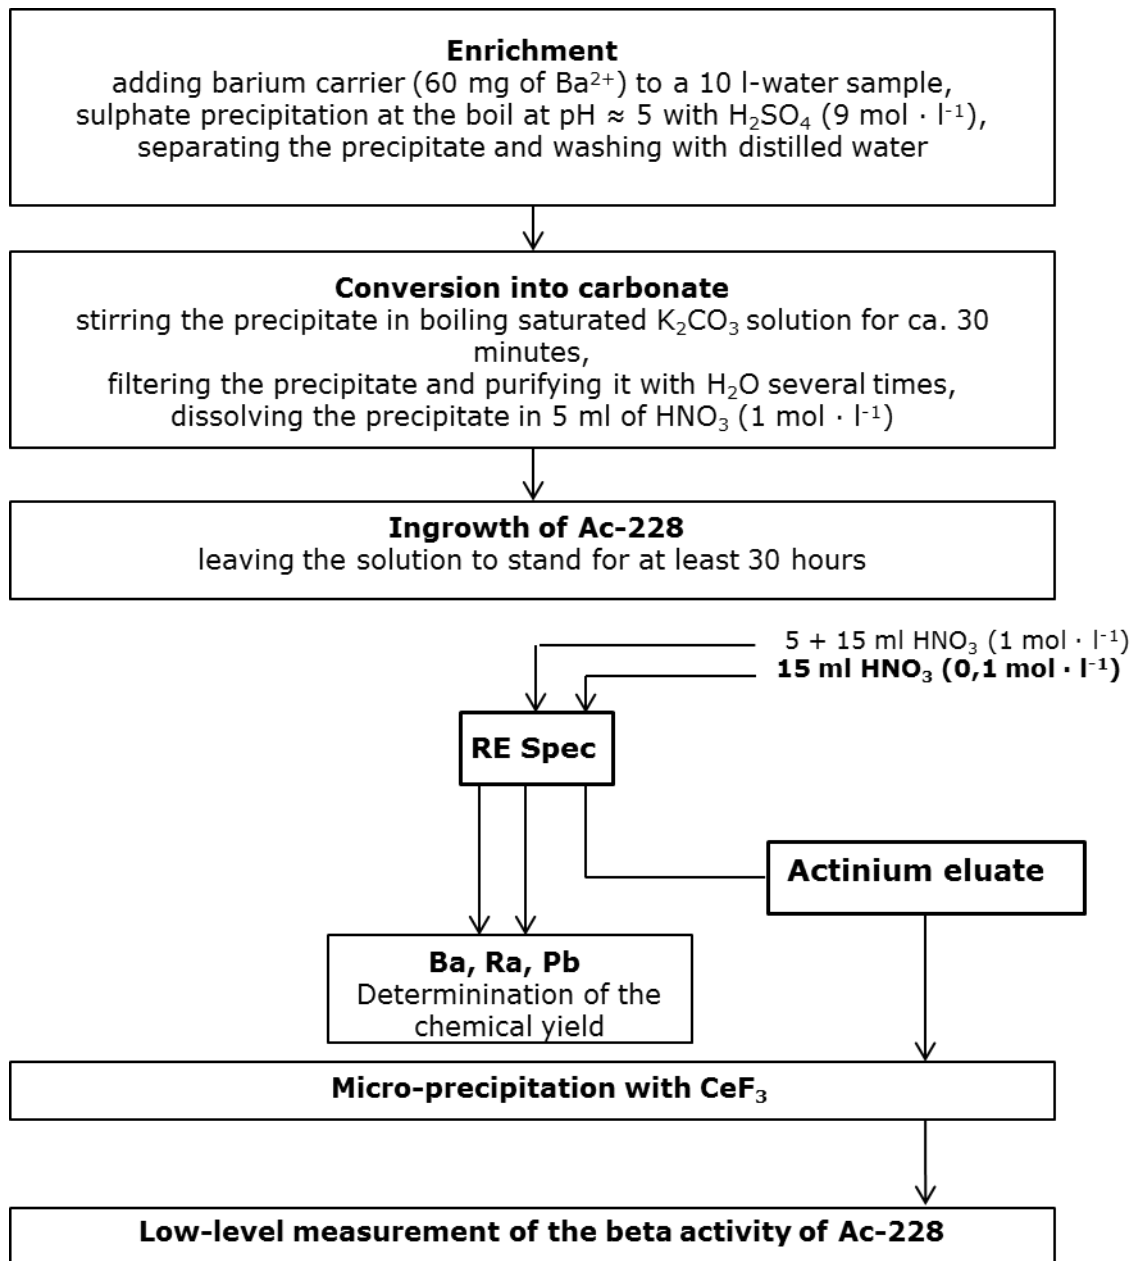 Enrichment
adding barium carrier (60 mg of Ba²⁺) to a 10 l-water sample,
sulphate precipitation at the boil at pH ≈ 5 with H₂SO₄ (9 mol · l⁻¹),
separating the precipitate and washing with distilled water
Conversion into carbonate
stirring the precipitate in boiling saturated K₂CO₃ solution for ca. 30
minutes,
filtering the precipitate and purifying it with H₂O several times,
dissolving the precipitate in 5 ml of HNO₃ (1 mol · l⁻¹)
Ingrowth of Ac-228
leaving the solution to stand for at least 30 hours
5 + 15 ml HNO₃ (1 mol · l⁻¹)
15 ml HNO₃ (0,1 mol · l⁻¹)
RE Spec
Actinium eluate
Ba, Ra, Pb
Determinination of the
chemical yield
Micro-precipitation with CeF₃
Low-level measurement of the beta activity of Ac-228